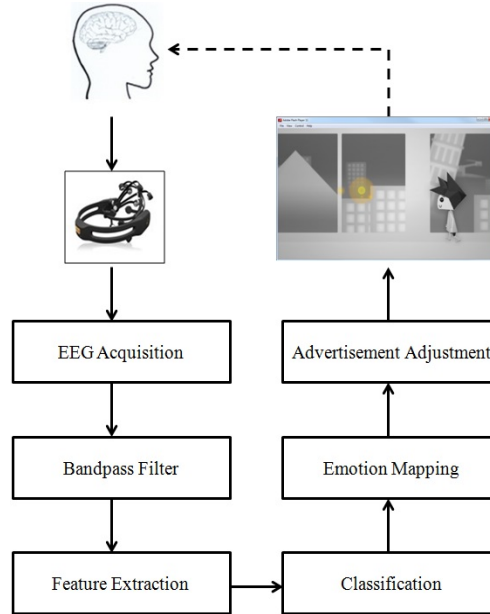 EEG Acquisition
Advertisement Adjustment
Bandpass Filter
Emotion Mapping
Feature Extraction
Classification